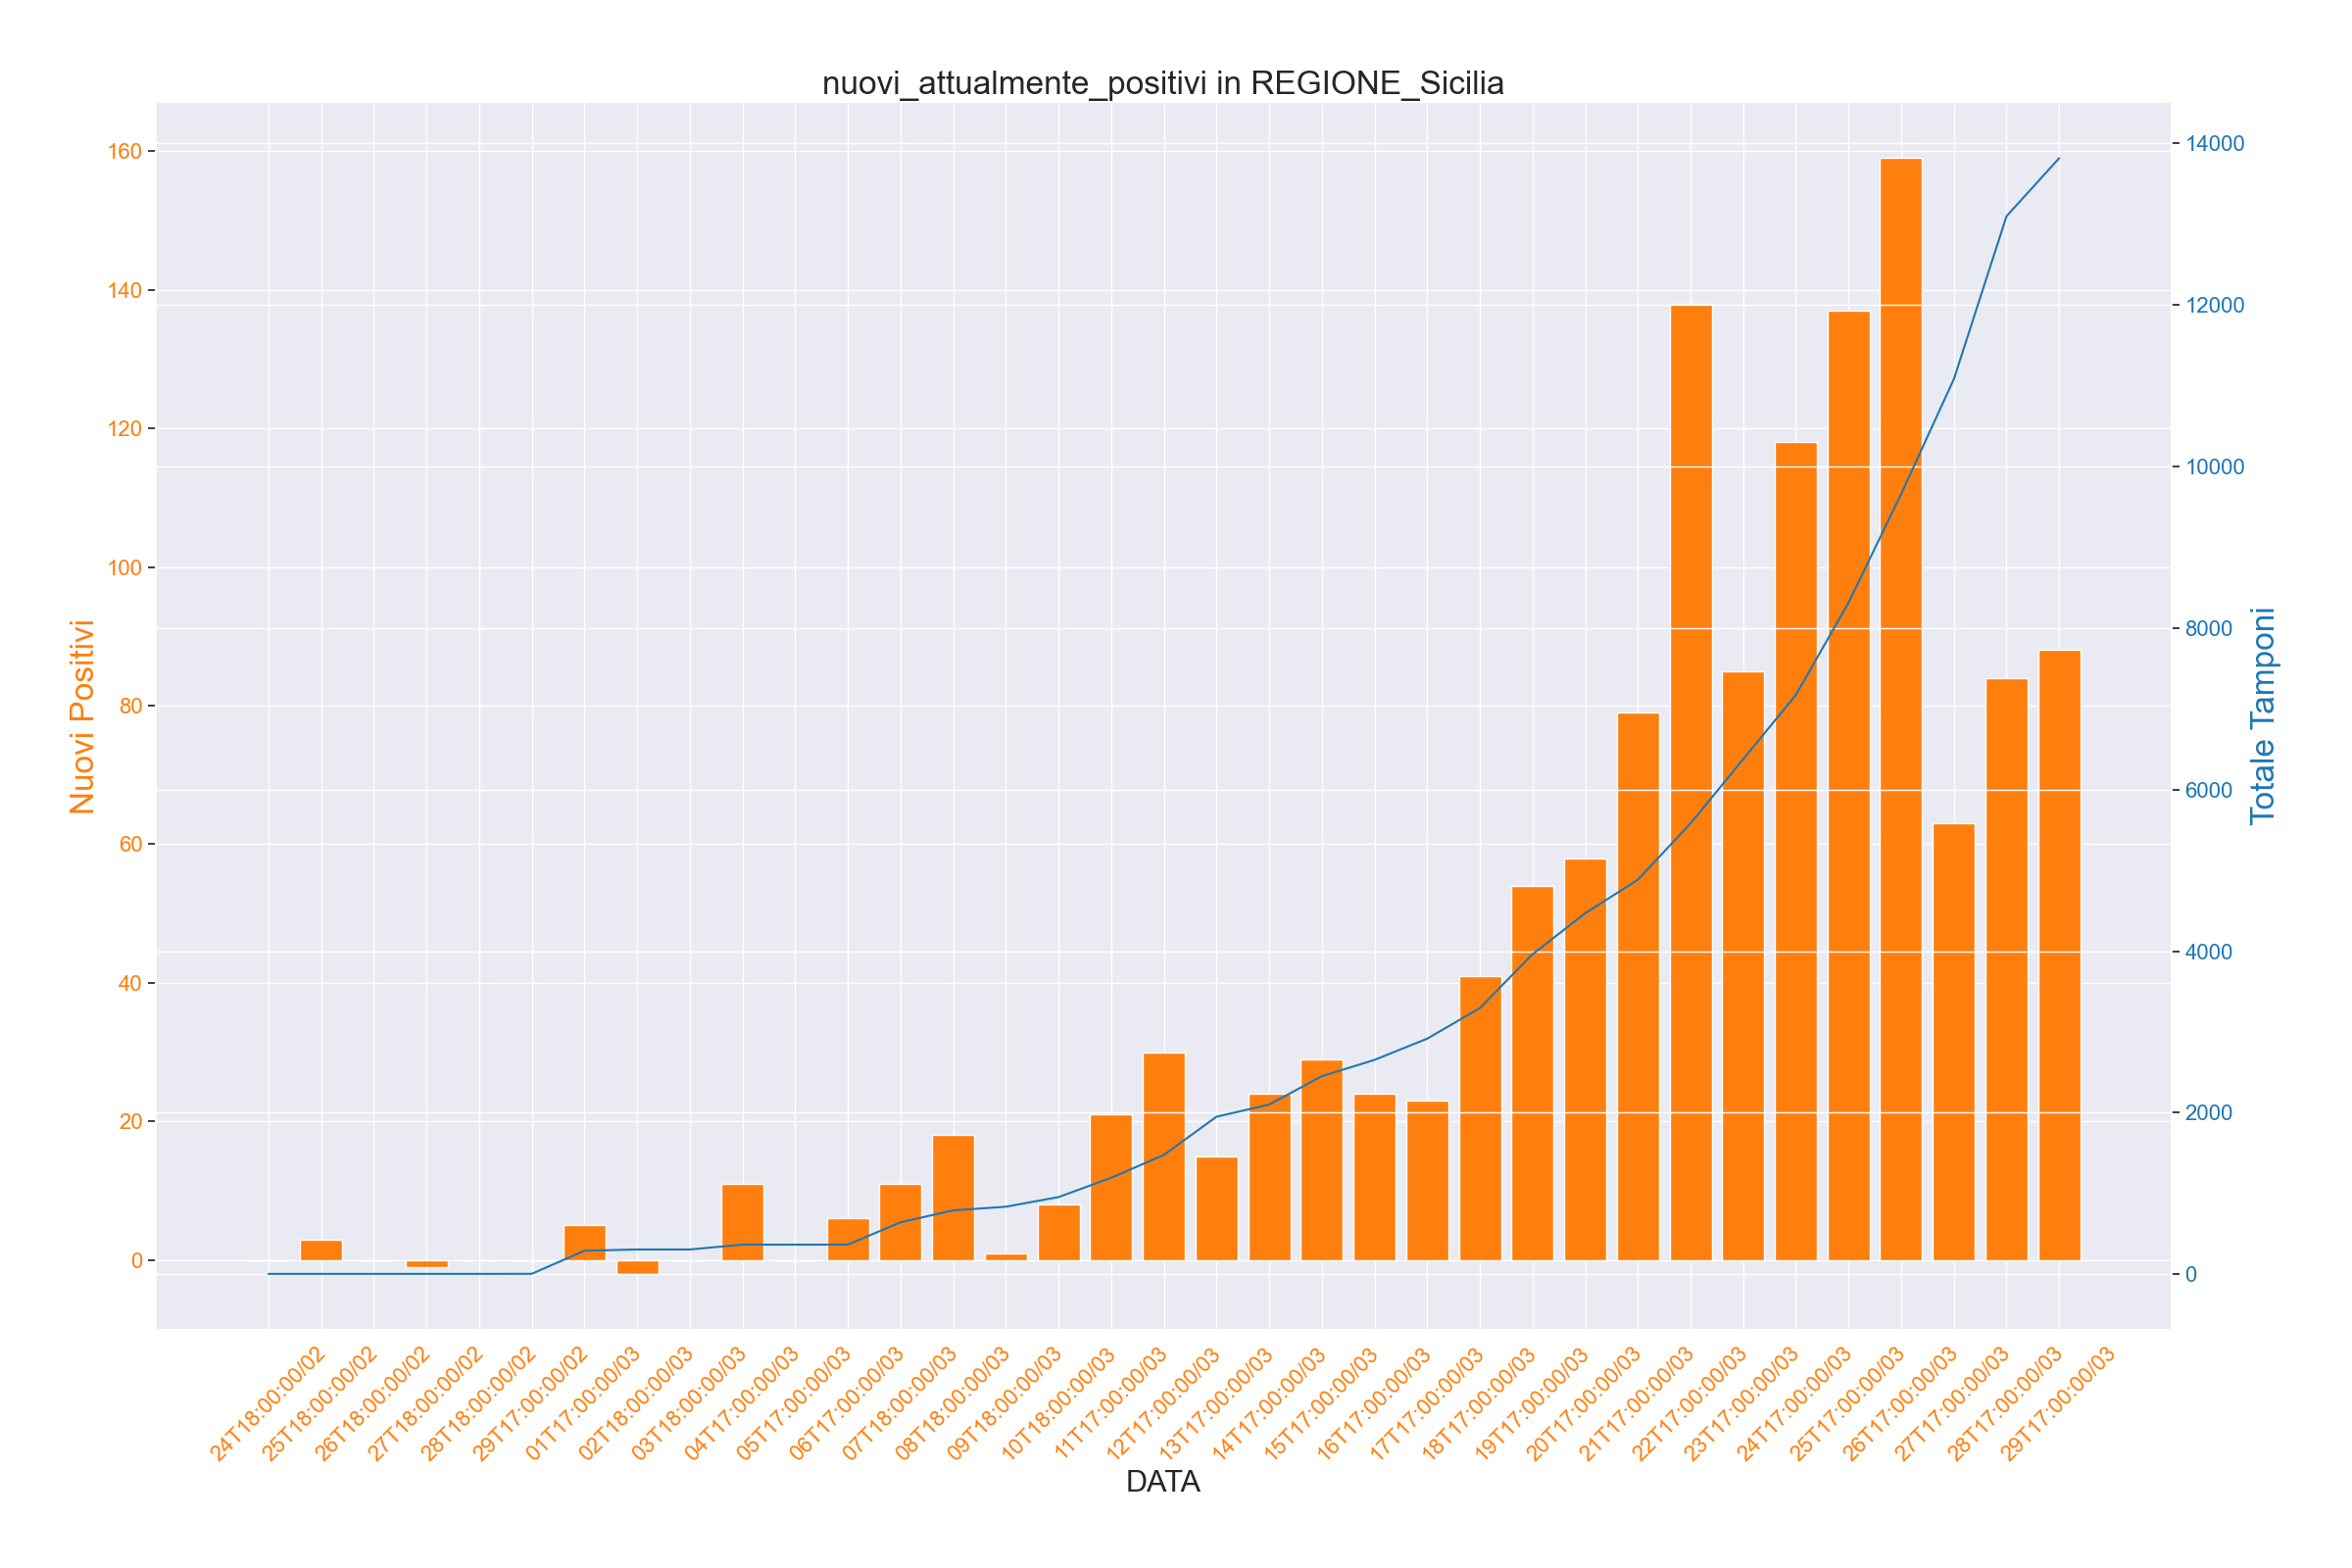 nuovi_attualmente_positivi in REGIONE_Sicilia
160
140
120
100
80
60
40
20
0
Nuovi Positivi
14000
12000
10000
8000
6000
4000
2000
0
Totale Tamponi
24T18:00:00/02
25T18:00:00/02
26T18:00:00/02
27T18:00:00/02
28T18:00:00/02
29T17:00:00/02
01T17:00:00/03
02T18:00:00/03
03T18:00:00/03
04T17:00:00/03
05T17:00:00/03
06T17:00:00/03
07T18:00:00/03
08T18:00:00/03
09T18:00:00/03
10T18:00:00/03
11T17:00:00/03
12T17:00:00/03
13T17:00:00/03
14T17:00:00/03
15T17:00:00/03
16T17:00:00/03
17T17:00:00/03
18T17:00:00/03
19T17:00:00/03
20T17:00:00/03
21T17:00:00/03
22T17:00:00/03
23T17:00:00/03
24T17:00:00/03
25T17:00:00/03
26T17:00:00/03
27T17:00:00/03
28T17:00:00/03
29T17:00:00/03
DATA